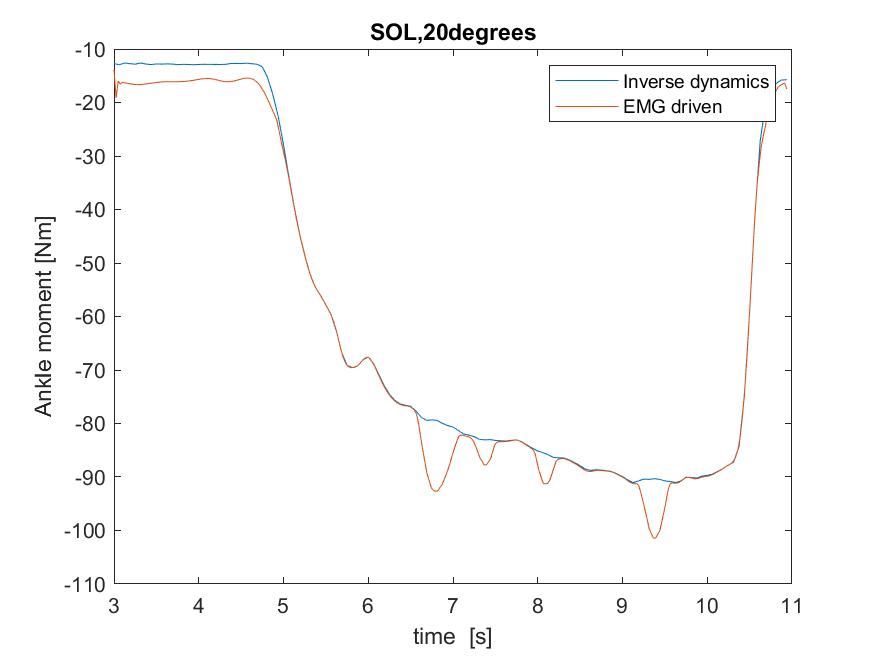 SOL,20degrees
Inverse dynamics
EMG driven
-10
-20
-30
-40
-50
-60
-70
-80
-90
-100
-110
Ankle moment [Nm]
3 4 5 6 7 8 9 10 11
time [s]